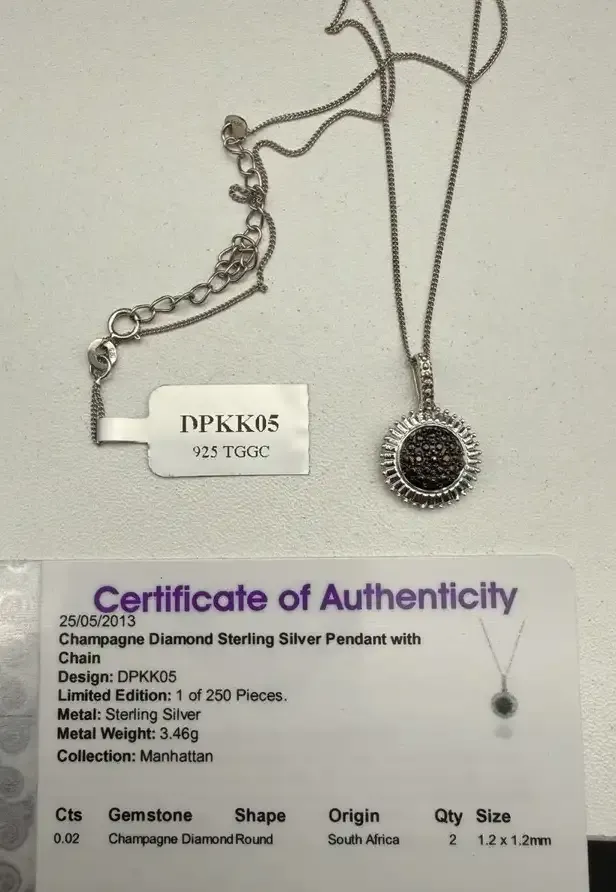 DPKK05
925 TGGC
Certificate of Authenticity
25/05/2013
Champagne Diamond Sterling Silver Pendant with
Chain
Design: DPKK05
Limited Edition: 1 of 250 Pieces.
Metal: Sterling Silver
Metal Weight: 3.46g
Collection: Manhattan
Cts Gemstone Shape Origin Qty Size
0.02 Champagne Diamond Round South Africa 2 1.2 x 1.2mm